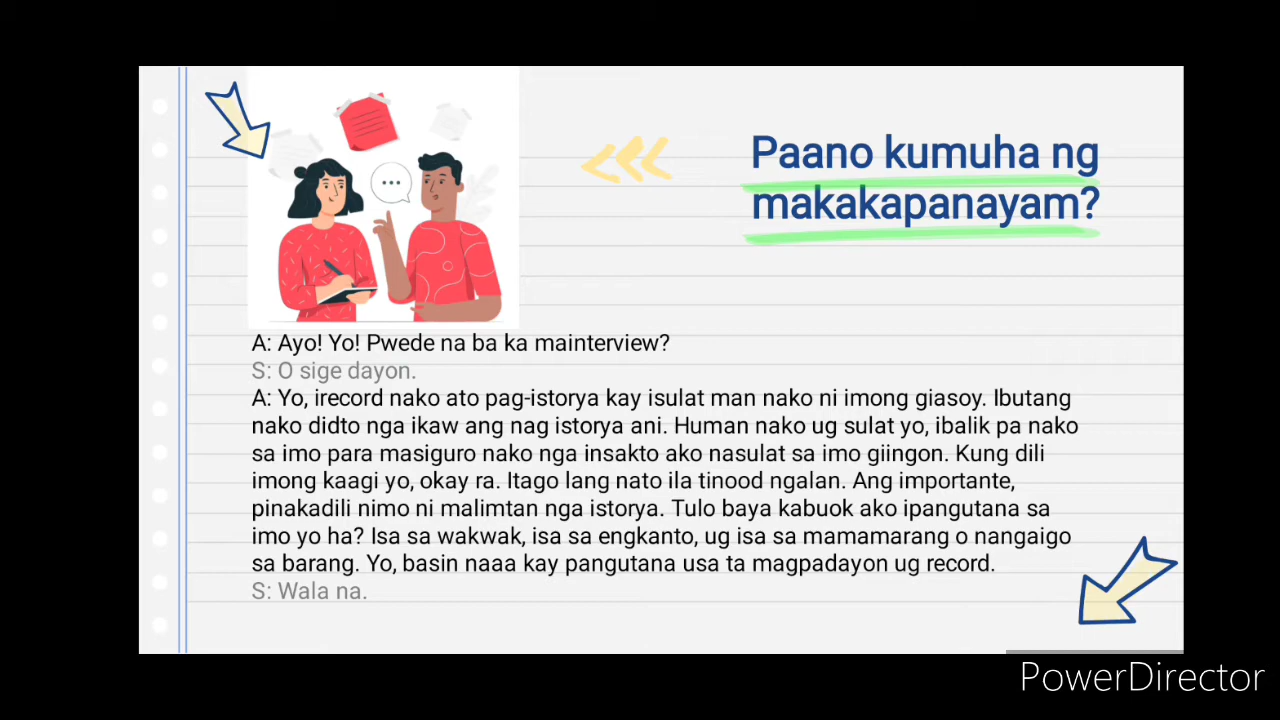 Paano kumuha ng
makakapanayam?
A: Ayo! Yo! Pwede na ba ka mainterview?
S: O sige dayon.
A: Yo, irecord nako ato pag-istorya kay isulat man nako ni imong giasoy. Ibutang
nako didto nga ikaw ang nag istorya ani. Human nako ug sulat yo, ibalik pa nako
sa imo para masiguro nako nga insakto ako nasulat sa imo giingon. Kung dili
imong kaagi yo, okay ra. Itago lang nato ila tinood ngalan. Ang importante,
pinakadili nimo ni malimtan nga istorya. Tulo baya kabuok ako ipangutana sa
imo yo ha? Isa sa wakwak, isa sa engkanto, ug isa sa mamamarang o nangaigo
sa barang. Yo, basin naaa kay pangutana usa ta magpadayon ug record.
S: Wala na.
PowerDirector